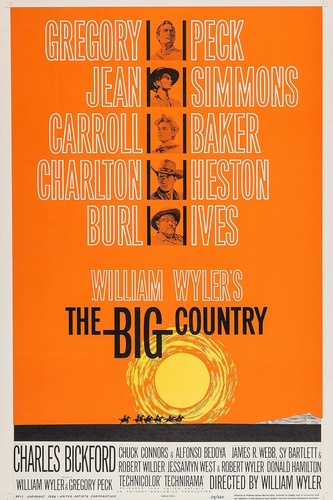 GREGORY PECK
JEAN SIMMONS
CARROLL BAKER
CHARLTON HESTON
BURL IVES
WILLIAM WYLER'S
THE BIG COUNTRY
CHARLES BICKFORD
CHUCK CONNORS & ALFONSO BEDOYA JAMES R. WEBB, SY BARTLETT &
ROBERT WILDER JESSAMYN WEST & ROBERT WYLER DONALD HAMILTON
WILLIAM WYLER & GREGORY PECK TECHNICOLOR® TECHNIRAMA® DIRECTED BY WILLIAM WYLER